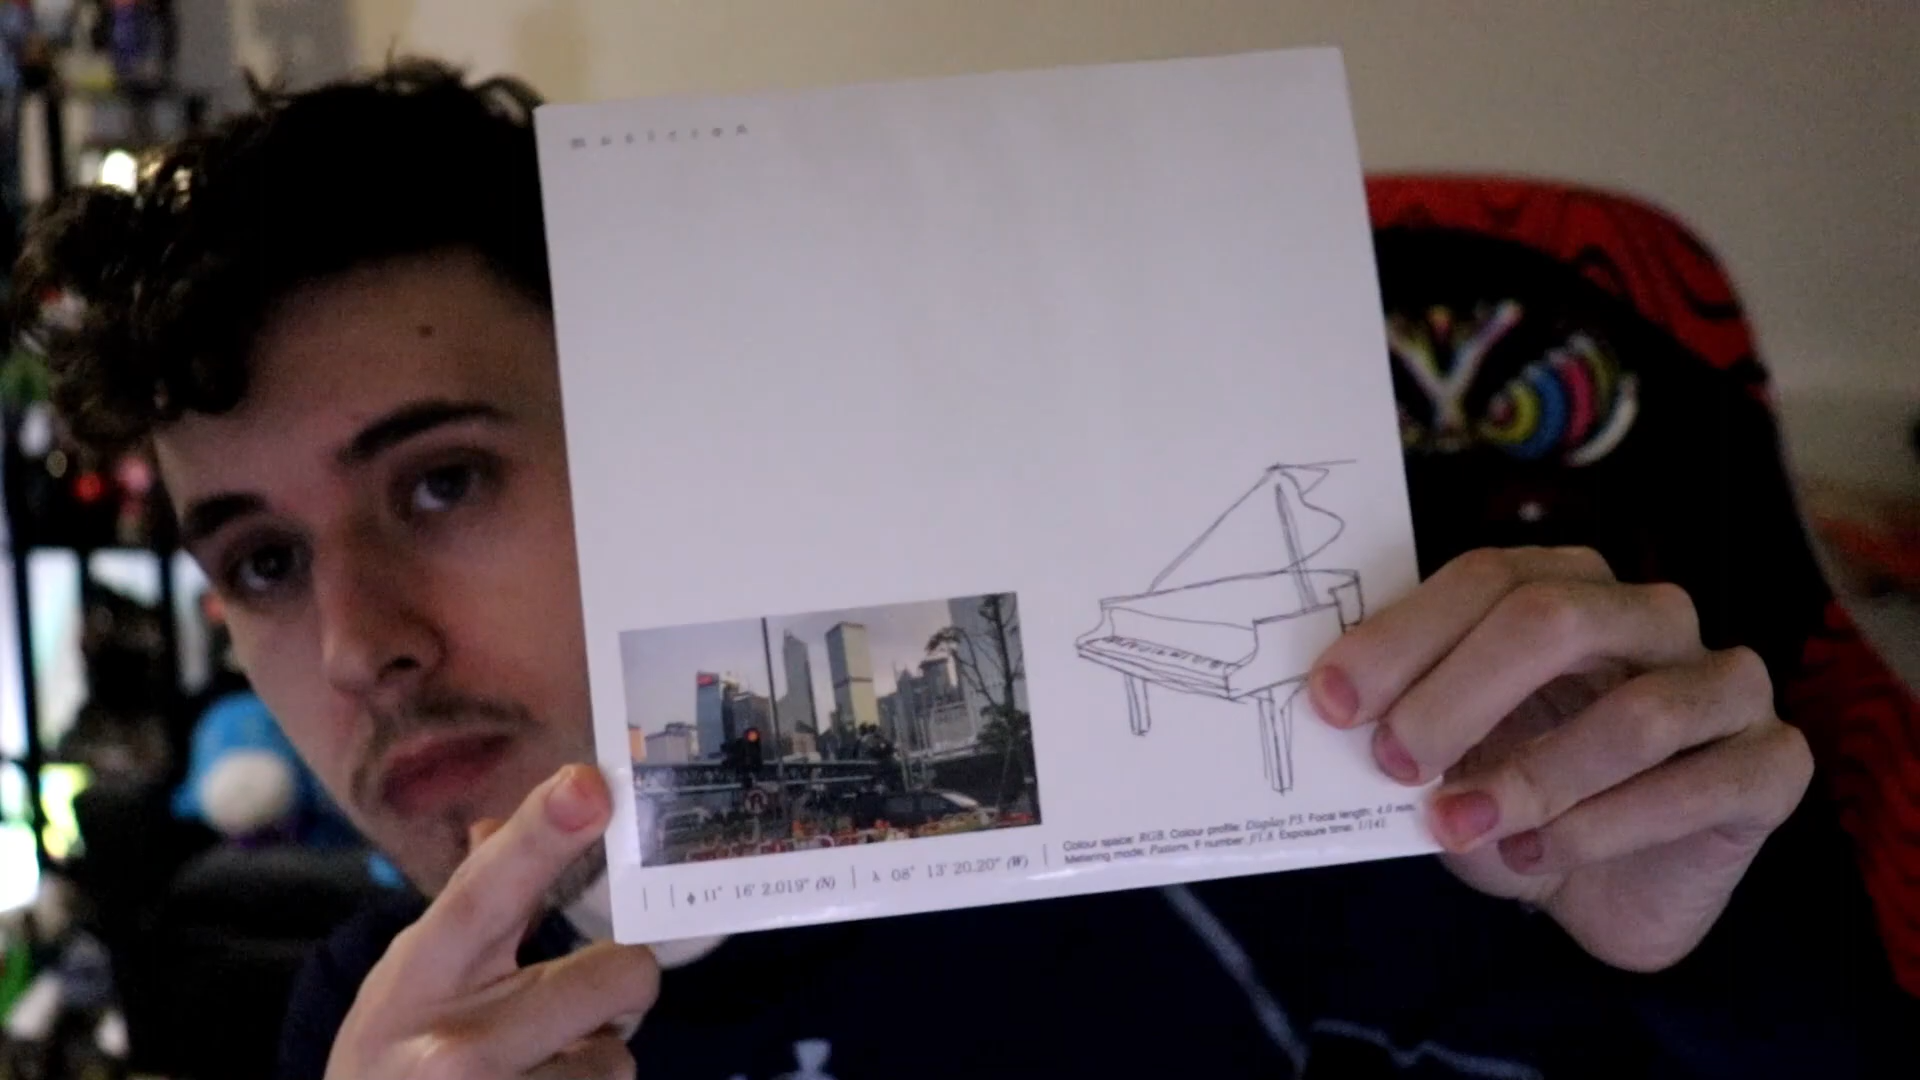 m u s i c i a n
ϕ 11° 16' 2.019" (N) | λ 08° 13' 20.20" (W)
Colour space: RGB. Colour profile: Display P3. Focal length: 4.0 mm.
Metering mode: Pattern. F number: f/1.8. Exposure time: 1/141.